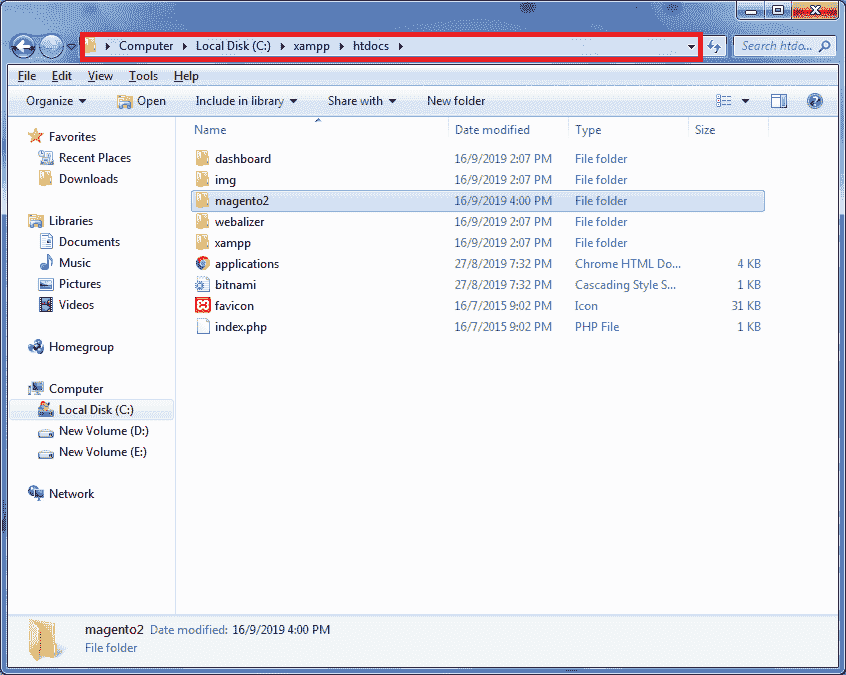 Computer Local Disk (C:) xampp htdocs Search htdo...
File Edit View Tools Help
Organize Open Include in library Share with New folder
Name Date modified Type Size
Favorites
Recent Places
Downloads
Libraries
Documents
Music
Pictures
Videos
Homegroup
Computer
Local Disk (C:)
New Volume (D:)
New Volume (E:)
Network
dashboard 16/9/2019 2:07 PM File folder
img 16/9/2019 2:07 PM File folder
magento2 16/9/2019 4:00 PM File folder
webalizer 16/9/2019 2:07 PM File folder
xampp 16/9/2019 2:07 PM File folder
applications 27/8/2019 7:32 PM Chrome HTML Do... 4 KB
bitnami 27/8/2019 7:32 PM Cascading Style S... 1 KB
favicon 16/7/2015 9:02 PM Icon 31 KB
index.php 16/7/2015 9:02 PM PHP File 1 KB
magento2 Date modified: 16/9/2019 4:00 PM
File folder